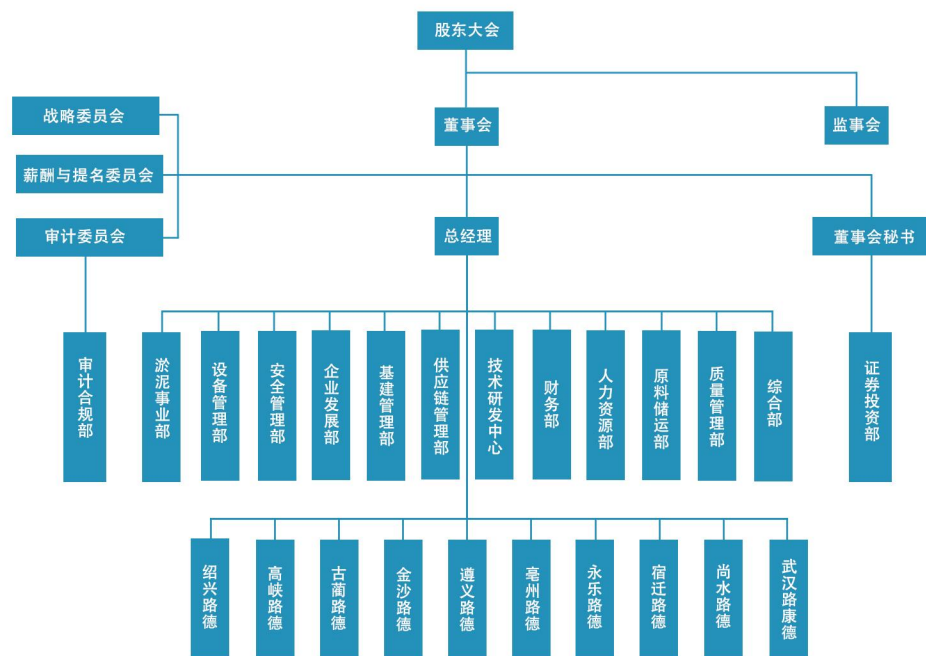 股东大会
战略委员会
董事会
监事会
薪酬与提名委员会
审计委员会
总经理
董事会秘书
审计合规部
淤泥事业部
设备管理部
安全管理部
企业发展部
基建管理部
供应链管理部
技术研发中心
财务部
人力资源部
原料储运部
质量管理部
综合部
证券投资部
绍兴路德
高峡路德
古蔺路德
金沙路德
遵义路德
亳州路德
永乐路德
宿迁路德
尚水路德
武汉路康德